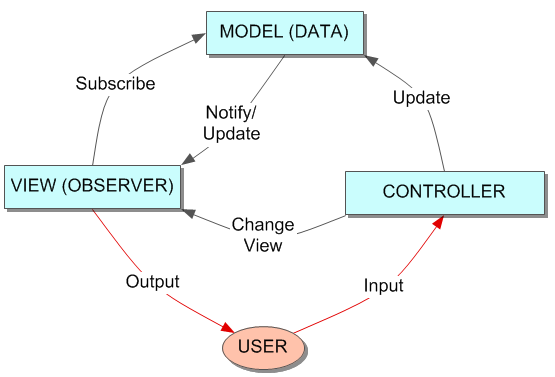 MODEL (DATA)
Subscribe
Notify/
Update
Update
VIEW (OBSERVER)
CONTROLLER
Change
View
Output
Input
USER